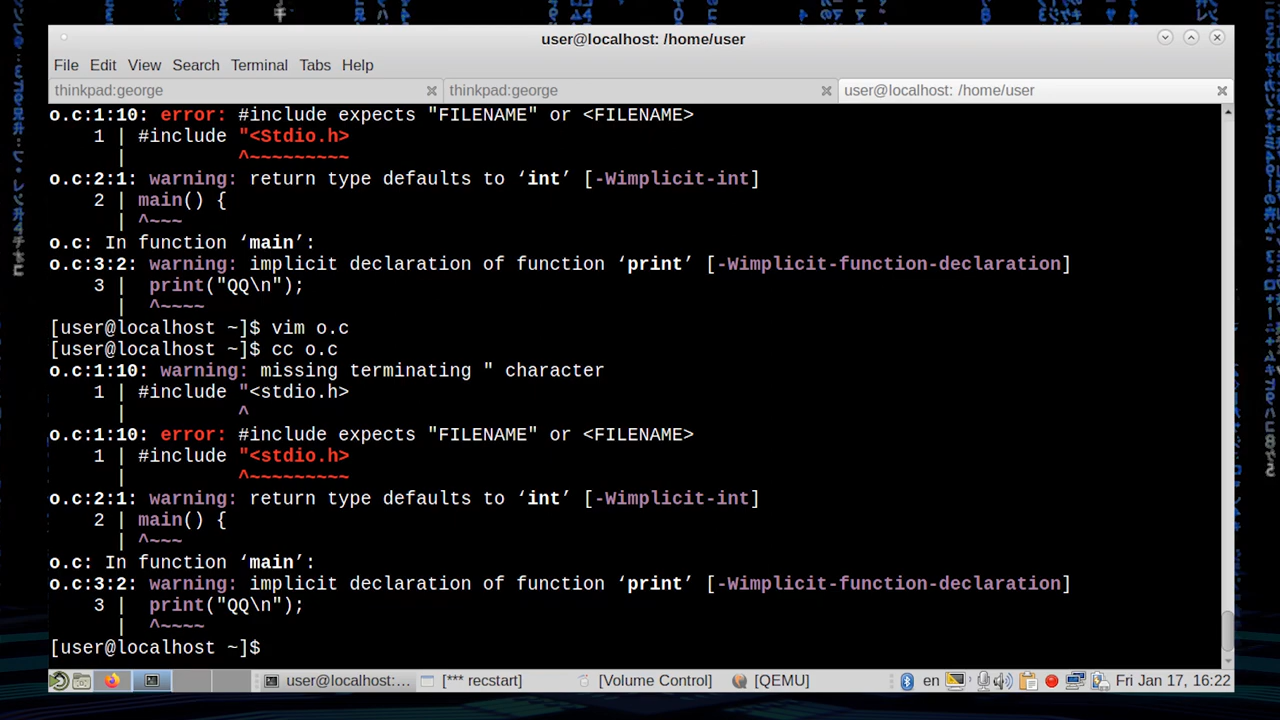 user@localhost: /home/user
File Edit View Search Terminal Tabs Help
thinkpad:george thinkpad:george user@localhost: /home/user
o.c:1:10: error: #include expects "FILENAME" or <FILENAME>
1 | #include "<Stdio.h>
| ^~~~~~~~~~
o.c:2:1: warning: return type defaults to ‘int’ [-Wimplicit-int]
2 | main() {
| ^~~~
o.c: In function ‘main’:
o.c:3:2: warning: implicit declaration of function ‘print’ [-Wimplicit-function-declaration]
3 | print("QQ\n");
| ^~~~~
[user@localhost ~]$ vim o.c
[user@localhost ~]$ cc o.c
o.c:1:10: warning: missing terminating " character
1 | #include "<stdio.h>
| ^
o.c:1:10: error: #include expects "FILENAME" or <FILENAME>
1 | #include "<stdio.h>
| ^~~~~~~~~~
o.c:2:1: warning: return type defaults to ‘int’ [-Wimplicit-int]
2 | main() {
| ^~~~
o.c: In function ‘main’:
o.c:3:2: warning: implicit declaration of function ‘print’ [-Wimplicit-function-declaration]
3 | print("QQ\n");
| ^~~~~
[user@localhost ~]$
user@localhost:... [*** recstart] [Volume Control] [QEMU] en Fri Jan 17, 16:22